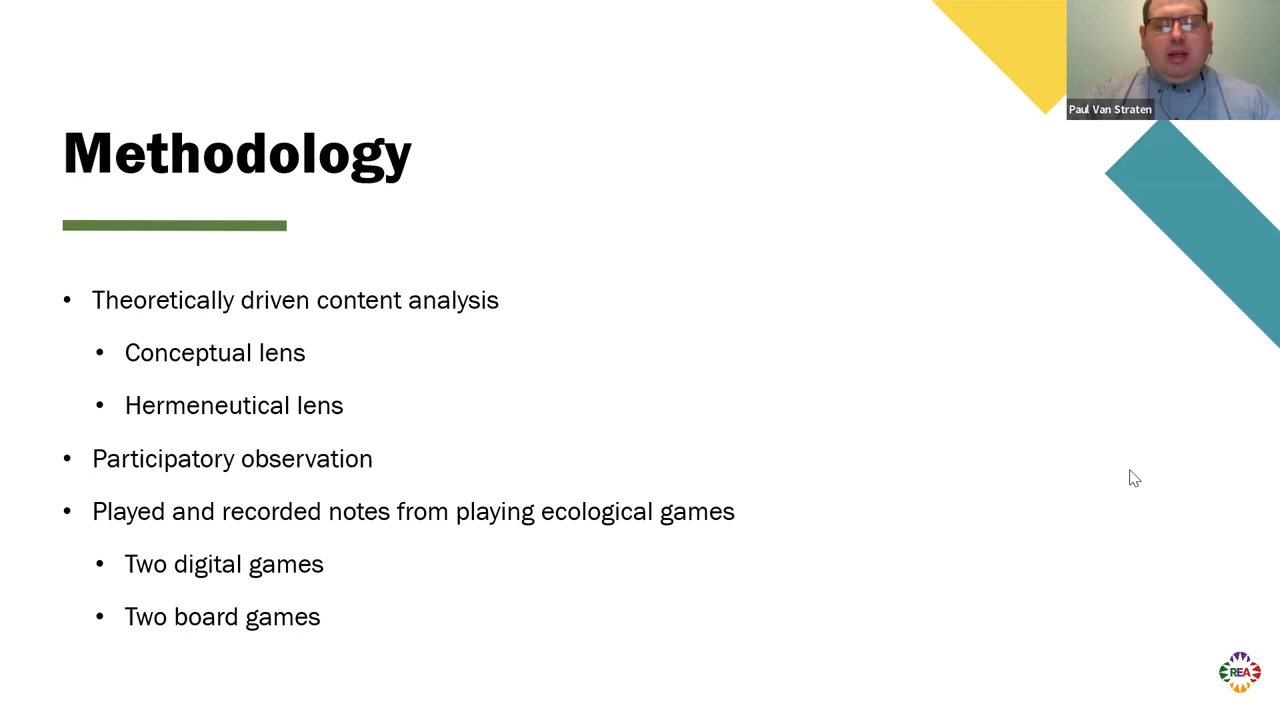 Paul Van Straten
Methodology
• Theoretically driven content analysis
• Conceptual lens
• Hermeneutical lens
• Participatory observation
• Played and recorded notes from playing ecological games
• Two digital games
• Two board games
REA